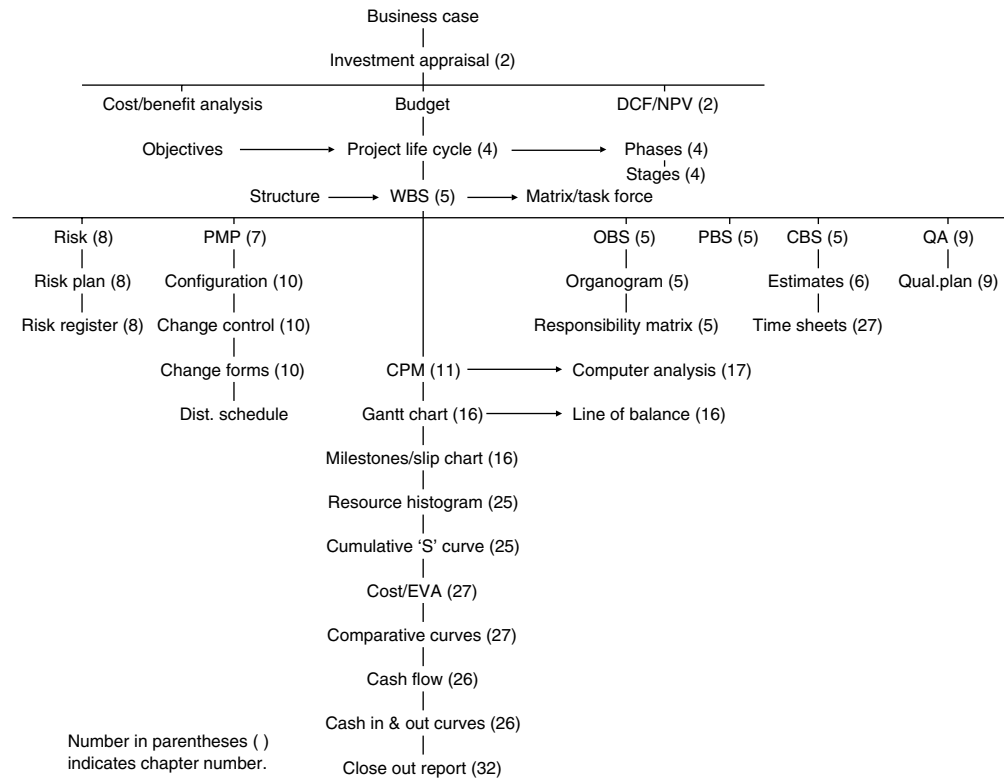 Business case
Investment appraisal (2)
Cost/benefit analysis
Budget
DCF/NPV (2)
Objectives
Project life cycle (4)
Phases (4)
Stages (4)
Structure
WBS (5)
Matrix/task force
Risk (8)
PMP (7)
OBS (5)
PBS (5)
CBS (5)
QA (9)
Risk plan (8)
Configuration (10)
Organogram (5)
Estimates (6)
Qual.plan (9)
Risk register (8)
Change control (10)
Responsibility matrix (5)
Time sheets (27)
Change forms (10)
CPM (11)
Computer analysis (17)
Dist. schedule
Gantt chart (16)
Line of balance (16)
Milestones/slip chart (16)
Resource histogram (25)
Cumulative ‘S’ curve (25)
Cost/EVA (27)
Comparative curves (27)
Cash flow (26)
Cash in & out curves (26)
Close out report (32)
Number in parentheses ( )
indicates chapter number.